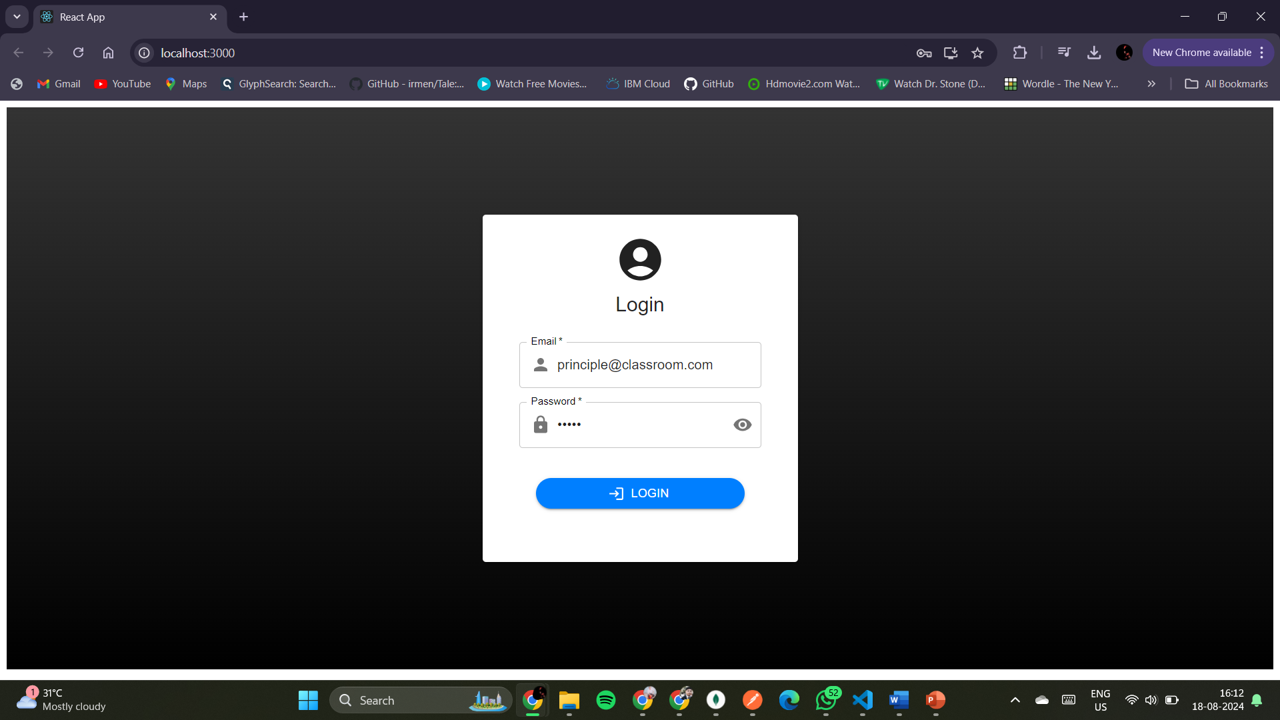 React App
localhost:3000
New Chrome available
Gmail
YouTube
Maps
GlyphSearch: Search...
GitHub - irmen/Tale:...
Watch Free Movies...
IBM Cloud
GitHub
Hdmovie2.com Wat...
Watch Dr. Stone (D...
Wordle - The New Y...
All Bookmarks
Login
Email *
principle@classroom.com
Password *
•••••
LOGIN
1
31°C
Mostly cloudy
Search
52
ENG
US
16:12
18-08-2024